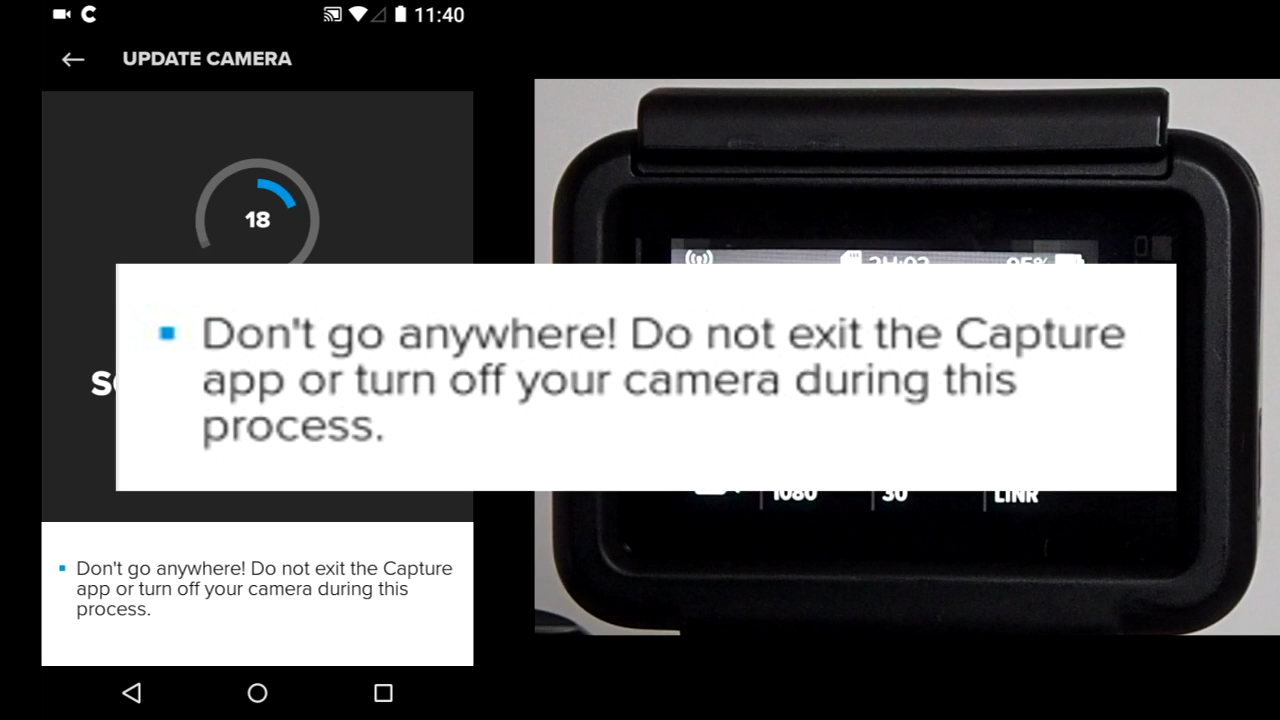 11:40
UPDATE CAMERA
18
95%
Don't go anywhere! Do not exit the Capture
app or turn off your camera during this
process.
1080 30 LINR
Don't go anywhere! Do not exit the Capture
app or turn off your camera during this
process.